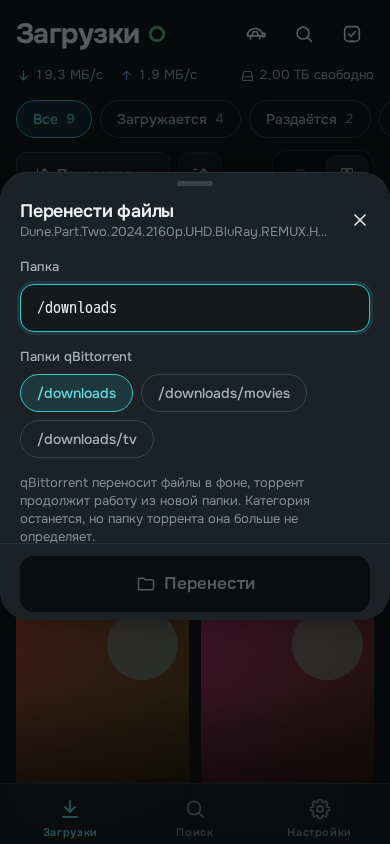 Загрузки
19,3 МБ/с
1,9 МБ/с
2,00 ТБ свободно
Все 9
Загружается 4
Раздаётся 2
Перенести файлы
Dune.Part.Two.2024.2160p.UHD.BluRay.REMUX.H...
Папка
/downloads
Папки qBittorrent
/downloads
/downloads/movies
/downloads/tv
qBittorrent переносит файлы в фоне, торрент
продолжит работу из новой папки. Категория
останется, но папку торрента она больше не
определяет.
Перенести
Загрузки
Поиск
Настройки